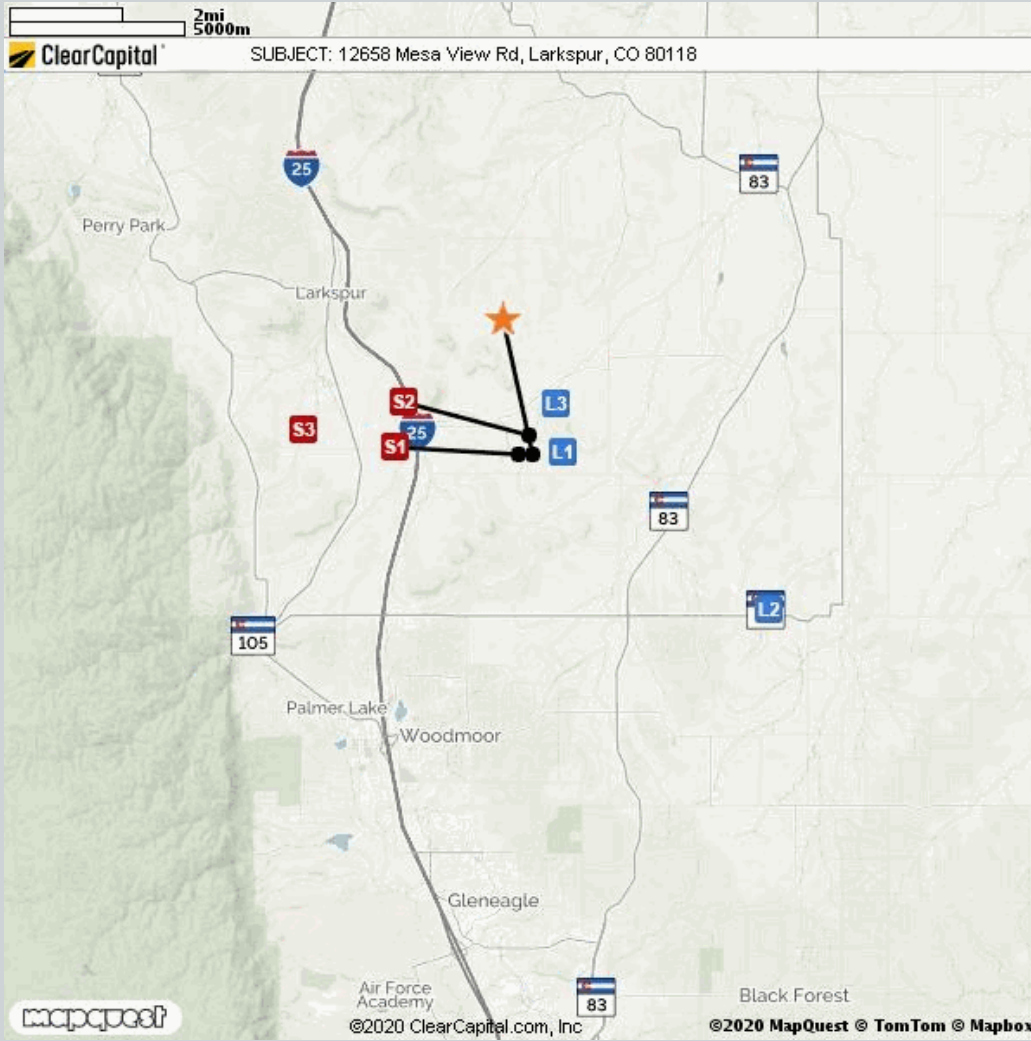 2mi
5000m
ClearCapital
SUBJECT: 12658 Mesa View Rd, Larkspur, CO 80118
25
83
Perry Park
Larkspur
S2
L3
S3
25
S1
L1
83
L2
105
Palmer Lake
Woodmoor
Gleneagle
Air Force
Academy
83
Black Forest
mapquest
©2020 ClearCapital.com, Inc
©2020 MapQuest © TomTom © Mapbox